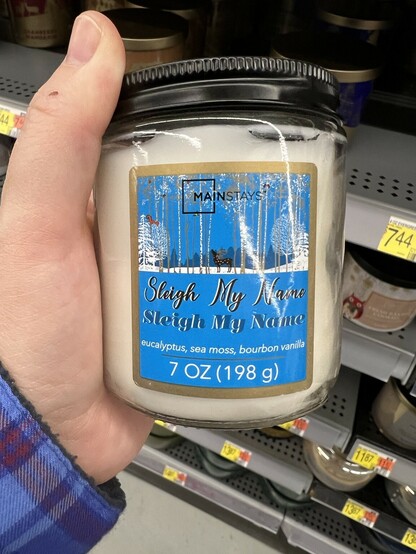 MAINSTAYS
Sleigh My Name
Sleigh My Name
eucalyptus, sea moss, bourbon vanilla
7 OZ (198 g)
744
1187